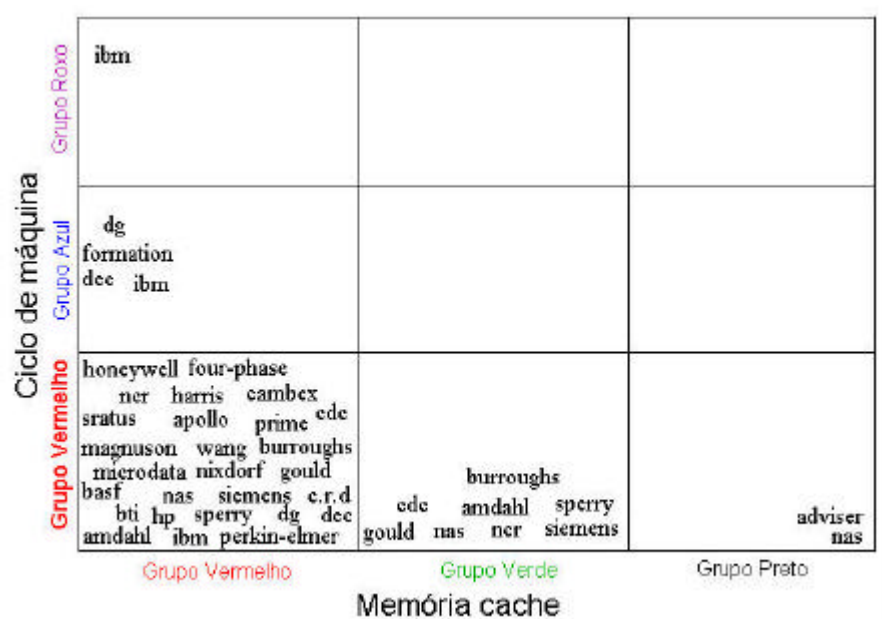 Ciclo de máquina
Grupo Roxo
ibm
Grupo Azul
dg
formation
dec ibm
Grupo Vermelho
honeywell four-phase
ncr harris cambex
sratus apollo prime cdc
magnuson wang burroughs
microdata nixdorf gould
basf nas siemens c.r.d
bti hp sperry dg dec
amdahl ibm perkin-elmer
burroughs
cdc amdahl sperry
gould nas ncr siemens
adviser
nas
Grupo Vermelho Grupo Verde Grupo Preto
Memória cache